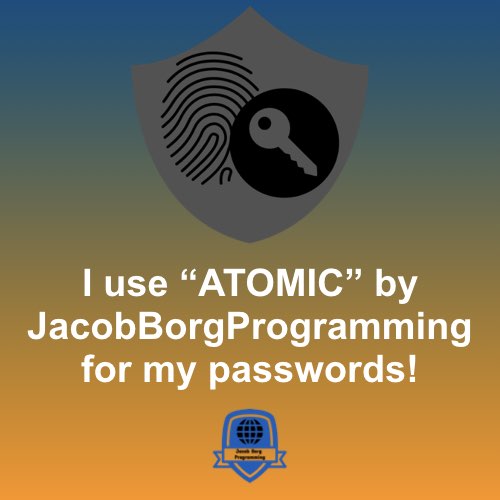 I use “ATOMIC” by
JacobBorgProgramming
for my passwords!
Jacob Borg
Programming